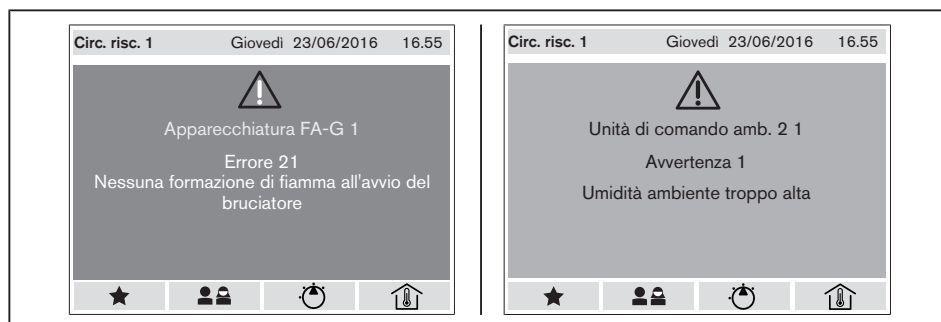 Circ. risc. 1 Giovedì 23/06/2016 16.55
Apparecchiatura FA-G 1
Errore 21
Nessuna formazione di fiamma all'avvio del
bruciatore
Circ. risc. 1 Giovedì 23/06/2016 16.55
Unità di comando amb. 2 1
Avvertenza 1
Umidità ambiente troppo alta